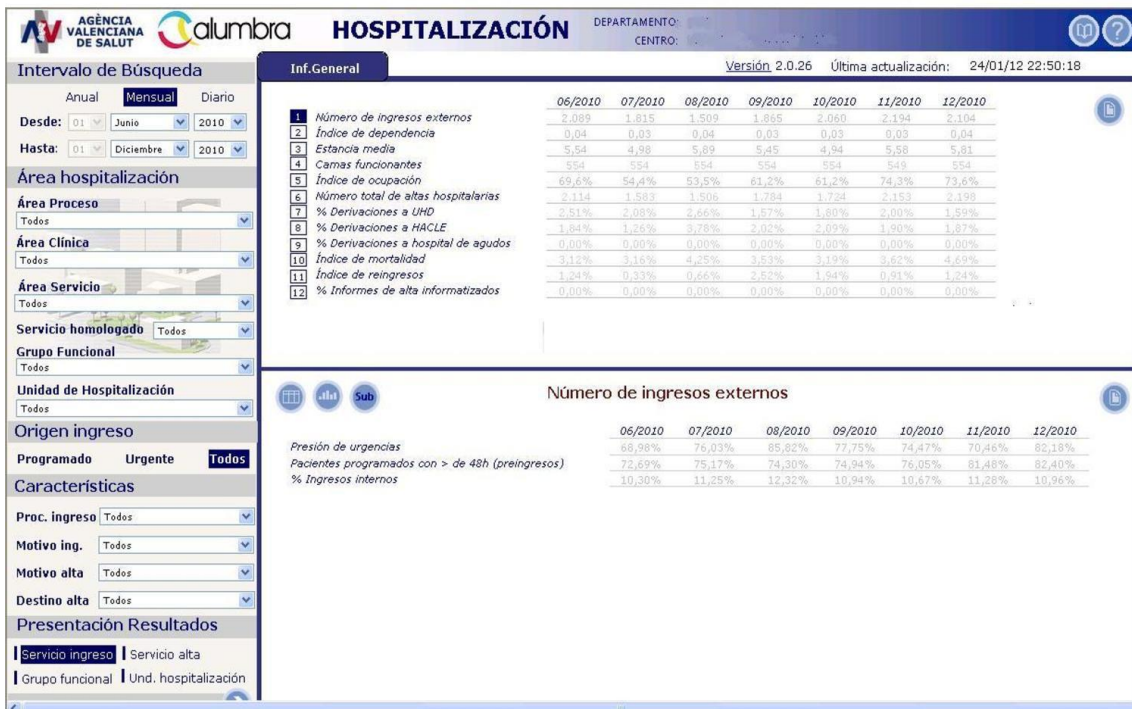 AGÈNCIA
VALENCIANA
DE SALUT
alumbra
HOSPITALIZACIÓN
DEPARTAMENTO:
CENTRO:
Intervalo de Búsqueda
Anual Mensual Diario
Desde: 01 Junio 2010
Hasta: 01 Diciembre 2010
Área hospitalización
Área Proceso
Todos
Área Clínica
Todos
Área Servicio
Todos
Servicio homologado Todos
Grupo Funcional
Todos
Unidad de Hospitalización
Todos
Origen ingreso
Programado Urgente Todos
Características
Proc. ingreso Todos
Motivo ing. Todos
Motivo alta Todos
Destino alta Todos
Presentación Resultados
Servicio ingreso Servicio alta
Grupo funcional Und. hospitalización
Inf.General
Versión 2.0.26 Última actualización: 24/01/12 22:50:18
06/2010 07/2010 08/2010 09/2010 10/2010 11/2010 12/2010
1 Número de ingresos externos 2.089 1.815 1.509 1.865 2.060 2.194 2.104
2 Índice de dependencia 0,04 0,03 0,04 0,03 0,03 0,03 0,04
3 Estancia media 5,54 4,98 5,89 5,45 4,94 5,58 5,81
4 Camas funcionantes 554 554 554 554 554 549 554
5 Índice de ocupación 69,6% 54,4% 53,5% 61,2% 61,2% 74,3% 73,6%
6 Número total de altas hospitalarias 2.114 1.583 1.506 1.784 1.724 2.153 2.198
7 % Derivaciones a UHD 2,51% 2,08% 2,66% 1,57% 1,80% 2,00% 1,59%
8 % Derivaciones a HACLE 1,84% 1,26% 3,78% 2,02% 2,09% 1,90% 1,87%
9 % Derivaciones a hospital de agudos 0,00% 0,00% 0,00% 0,00% 0,00% 0,00% 0,00%
10 Índice de mortalidad 3,12% 3,16% 4,25% 3,53% 3,19% 3,62% 4,69%
11 Índice de reingresos 1,24% 0,33% 0,66% 2,52% 1,94% 0,91% 1,24%
12 % Informes de alta informatizados 0,00% 0,00% 0,00% 0,00% 0,00% 0,00% 0,00%
Sub
Número de ingresos externos
06/2010 07/2010 08/2010 09/2010 10/2010 11/2010 12/2010
Presión de urgencias 68,98% 76,03% 85,82% 77,75% 74,47% 70,46% 82,18%
Pacientes programados con > de 48h (preingresos) 72,69% 75,17% 74,30% 74,94% 76,05% 81,48% 82,40%
% Ingresos internos 10,30% 11,25% 12,32% 10,94% 10,67% 11,28% 10,96%